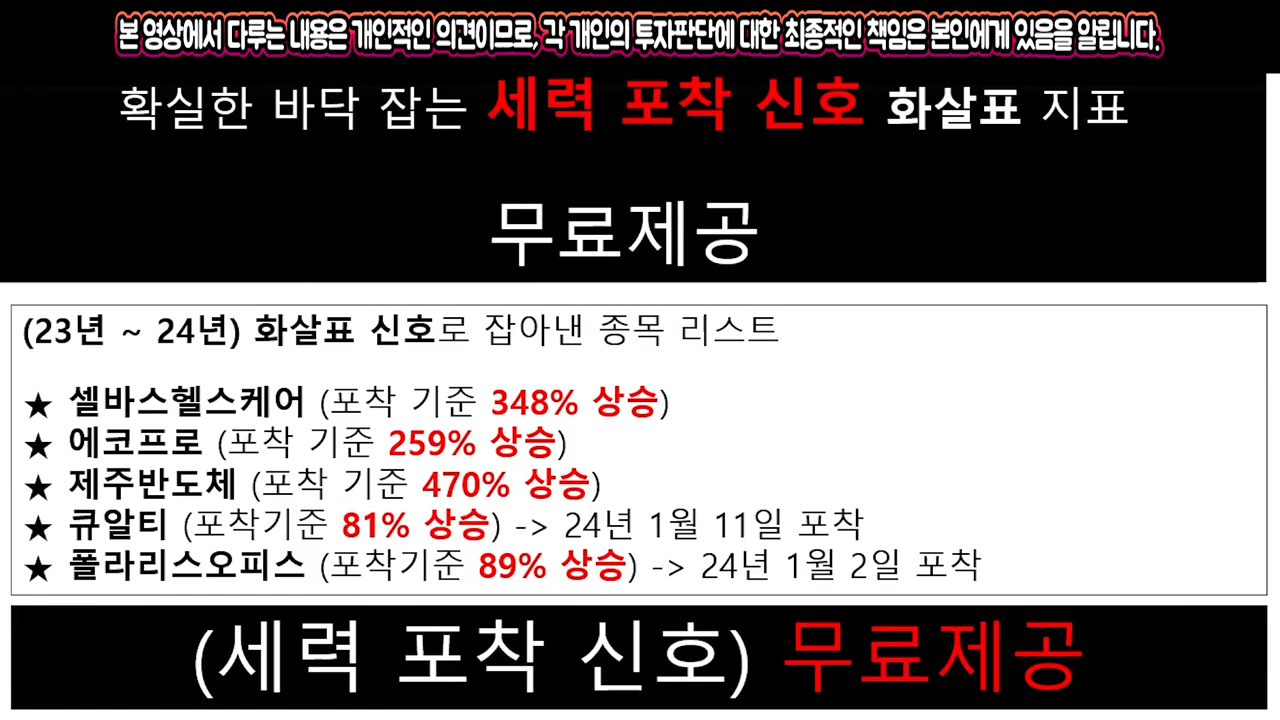 본 영상에서 다루는 내용은 개인적인 의견이므로, 각 개인의 투자판단에 대한 최종적인 책임은 본인에게 있음을 알립니다.
확실한 바닥 잡는 세력 포착 신호 화살표 지표
무료제공
(23년 ~ 24년) 화살표 신호로 잡아낸 종목 리스트
★ 셀바스헬스케어 (포착 기준 348% 상승)
★ 에코프로 (포착 기준 259% 상승)
★ 제주반도체 (포착 기준 470% 상승)
★ 큐알티 (포착기준 81% 상승) -> 24년 1월 11일 포착
★ 폴라리스오피스 (포착기준 89% 상승) -> 24년 1월 2일 포착
(세력 포착 신호) 무료제공